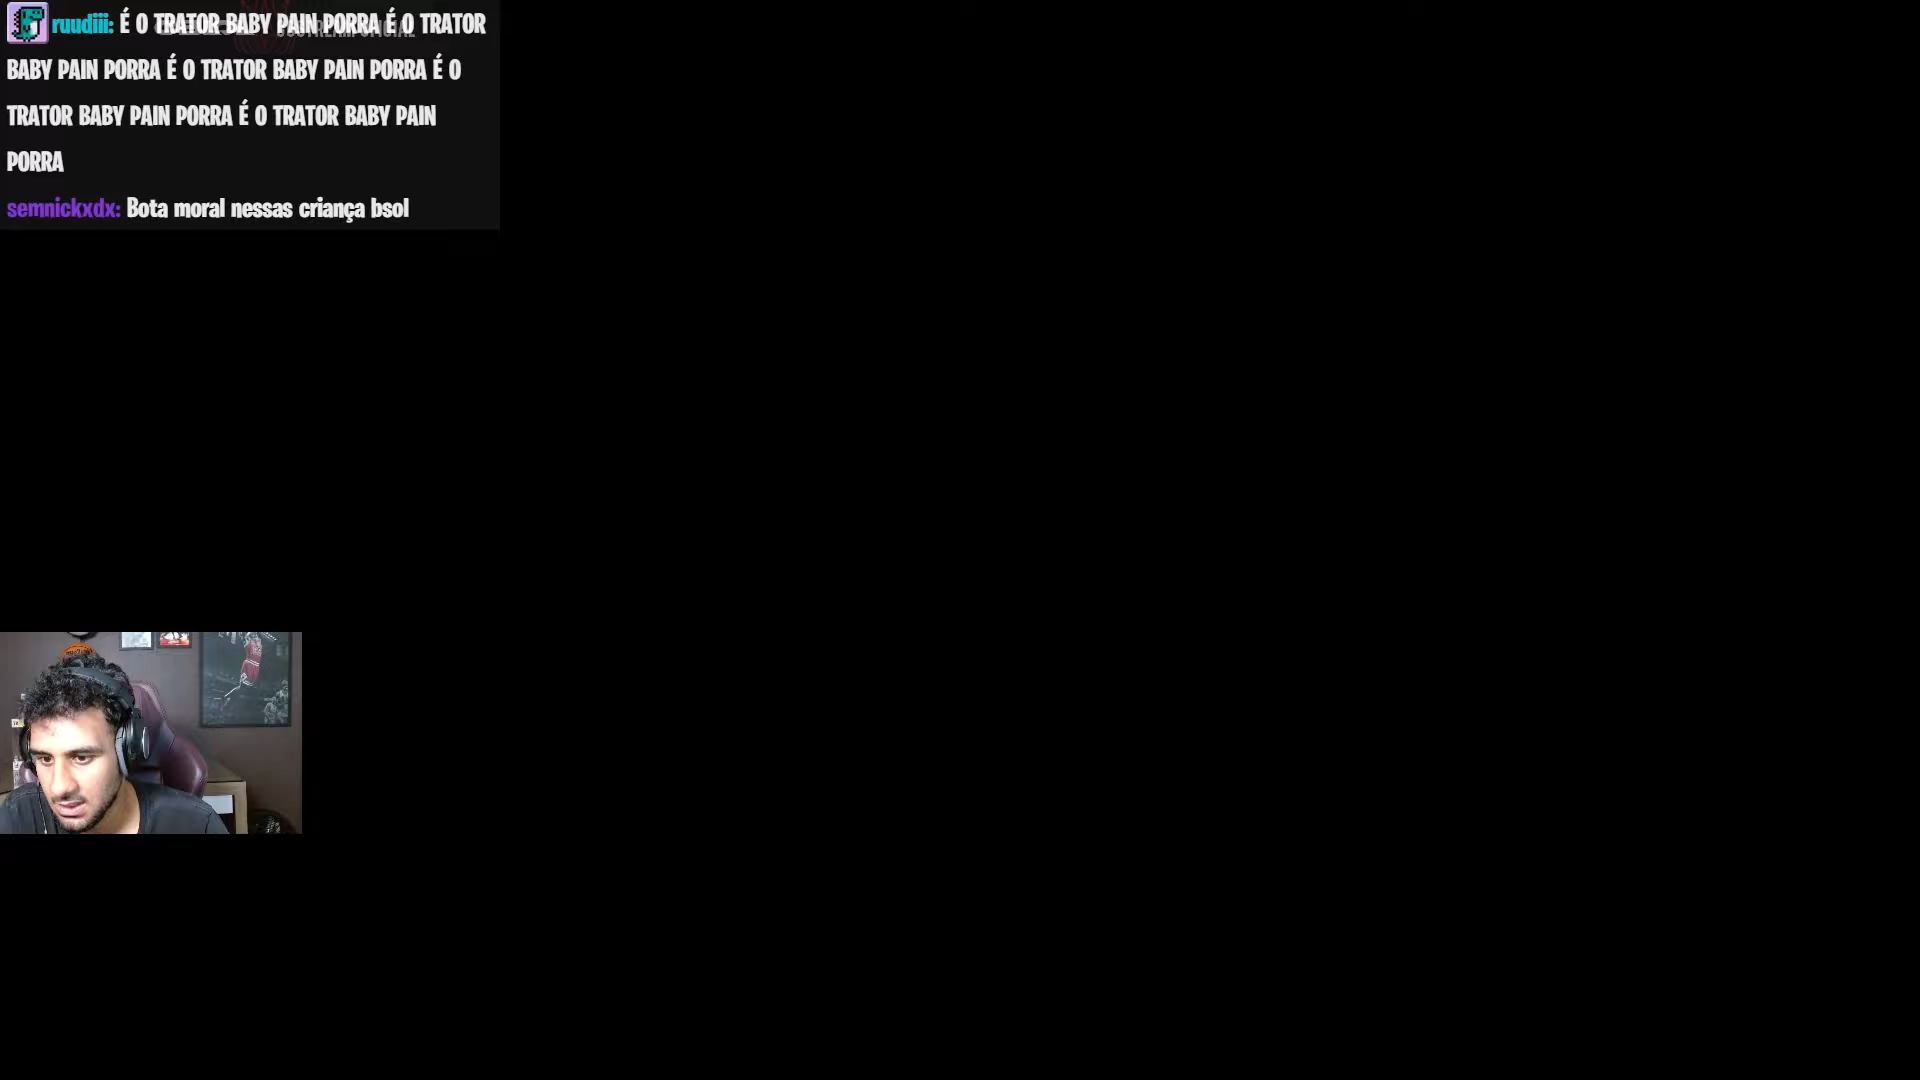 ruudiii: É O TRATOR BABY PAIN PORRA É O TRATOR
BABY PAIN PORRA É O TRATOR BABY PAIN PORRA É O
TRATOR BABY PAIN PORRA É O TRATOR BABY PAIN
PORRA
semnickxdx: Bota moral nessas criança bsol